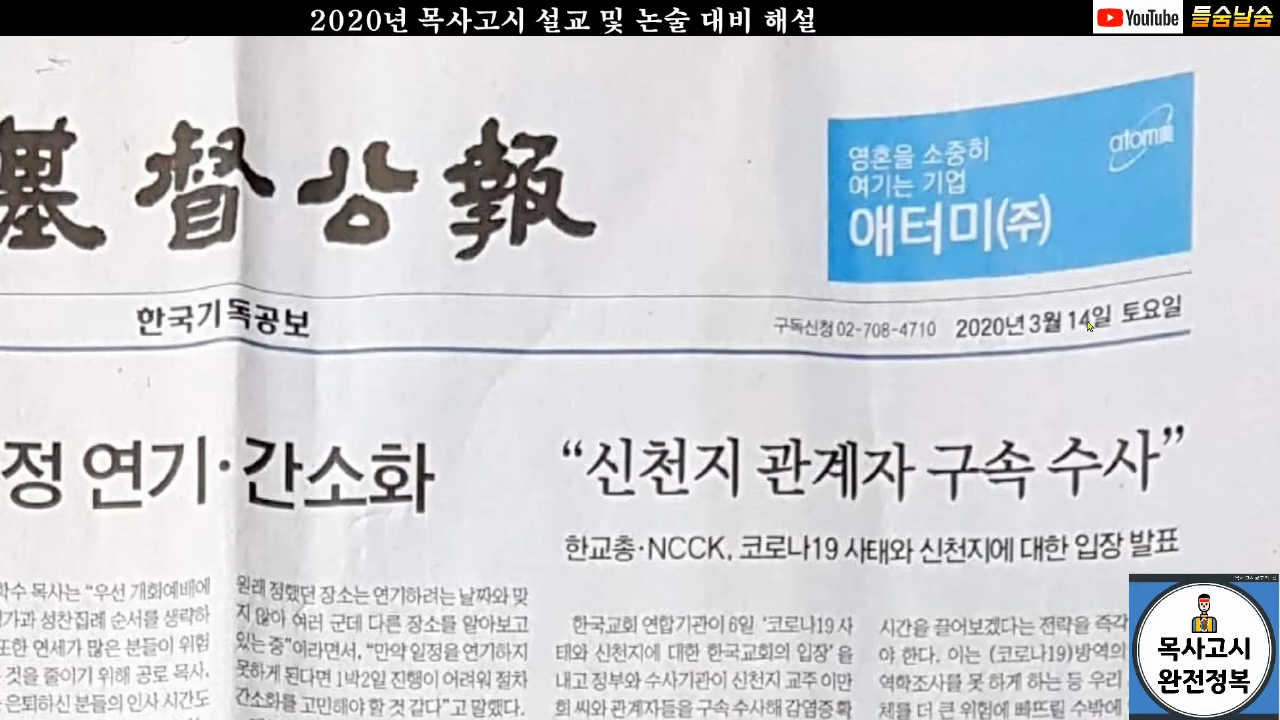 2020년 목사고시 설교 및 논술 대비 해설
YouTube 들숨날숨
基督公報
영혼을 소중히
여기는 기업
애터미(주)
atom美
한국기독공보
구독신청 02-708-4710 2020년 3월 14일 토요일
정 연기·간소화
“신천지 관계자 구속 수사”
한교총·NCCK, 코로나19 사태와 신천지에 대한 입장 발표
학수 목사는 “우선 개회예배에
가과 성찬집례 순서를 생략하
또한 연세가 많은 분들이 위험
것을 줄이기 위해 공로 목사,
은퇴하신 분들의 인사 시간도
원래 정했던 장소는 연기하려는 날짜와 맞
지 않아 여러 군데 다른 장소를 알아보고
있는 중”이라면서, “만약 일정을 연기하지
못하게 된다면 1박2일 진행이 어려워 절차
간소화를 고민해야 할 것 같다”고 말했다.
한국교회 연합기관이 6일 ‘코로나19 사
태와 신천지에 대한 한국교회의 입장’을
내고 정부와 수사기관이 신천지 교주 이만
희 씨와 관계자들을 구속 수사해 감염증 확
시간을 끌어보겠다는 전략을 즉각
야 한다. 이는 (코로나19)방역의
역학조사를 못 하게 하는 등 우리
체를 더 큰 위험에 빠뜨릴 수밖에
목사고시
완전정복